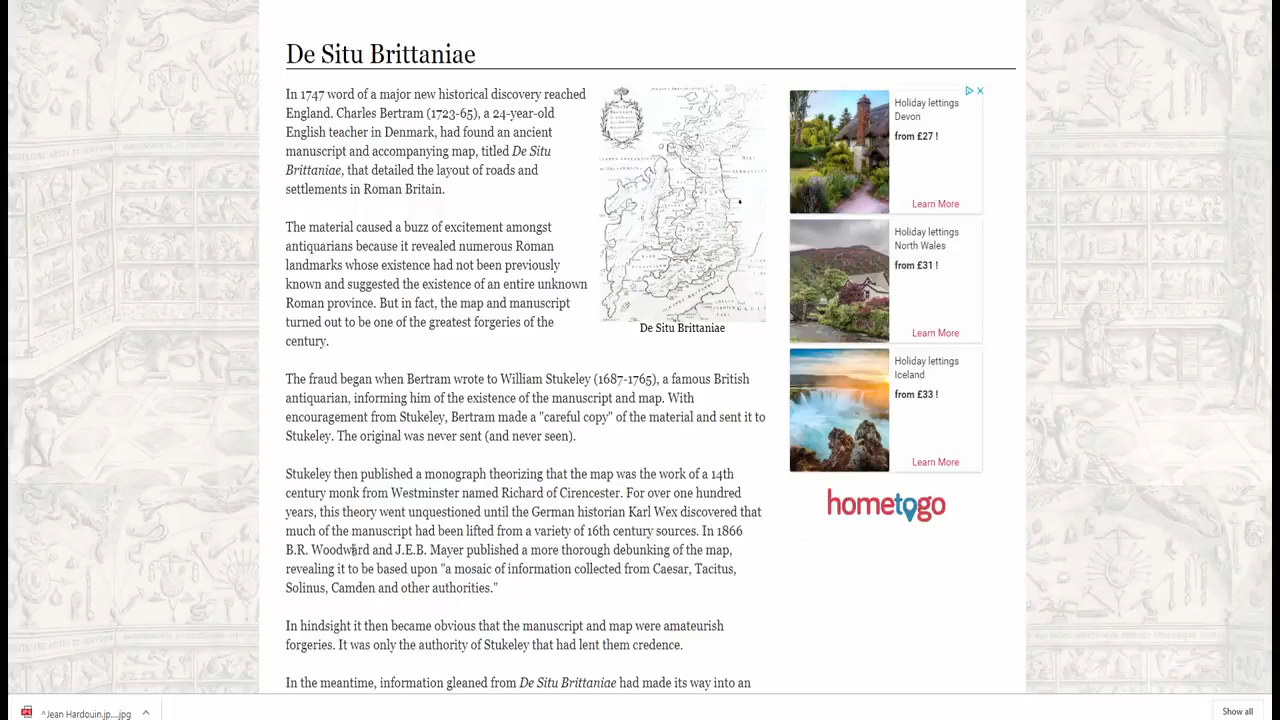 De Situ Brittaniae
In 1747 word of a major new historical discovery reached
England. Charles Bertram (1723-65), a 24-year-old
English teacher in Denmark, had found an ancient
manuscript and accompanying map, titled De Situ
Brittaniae, that detailed the layout of roads and
settlements in Roman Britain.
The material caused a buzz of excitement amongst
antiquarians because it revealed numerous Roman
landmarks whose existence had not been previously
known and suggested the existence of an entire unknown
Roman province. But in fact, the map and manuscript
turned out to be one of the greatest forgeries of the
century.
De Situ Brittaniae
The fraud began when Bertram wrote to William Stukeley (1687-1765), a famous British
antiquarian, informing him of the existence of the manuscript and map. With
encouragement from Stukeley, Bertram made a "careful copy" of the material and sent it to
Stukeley. The original was never sent (and never seen).
Stukeley then published a monograph theorizing that the map was the work of a 14th
century monk from Westminster named Richard of Cirencester. For over one hundred
years, this theory went unquestioned until the German historian Karl Wex discovered that
much of the manuscript had been lifted from a variety of 16th century sources. In 1866
B.R. Woodward and J.E.B. Mayer published a more thorough debunking of the map,
revealing it to be based upon "a mosaic of information collected from Caesar, Tacitus,
Solinus, Camden and other authorities."
In hindsight it then became obvious that the manuscript and map were amateurish
forgeries. It was only the authority of Stukeley that had lent them credence.
In the meantime, information gleaned from De Situ Brittaniae had made its way into an
Holiday lettings
Devon
from £27 !
Learn More
Holiday lettings
North Wales
from £31 !
Learn More
Holiday lettings
Iceland
from £33 !
Learn More
hometogo
^Jean Hardouin.jp....jpg
Show all